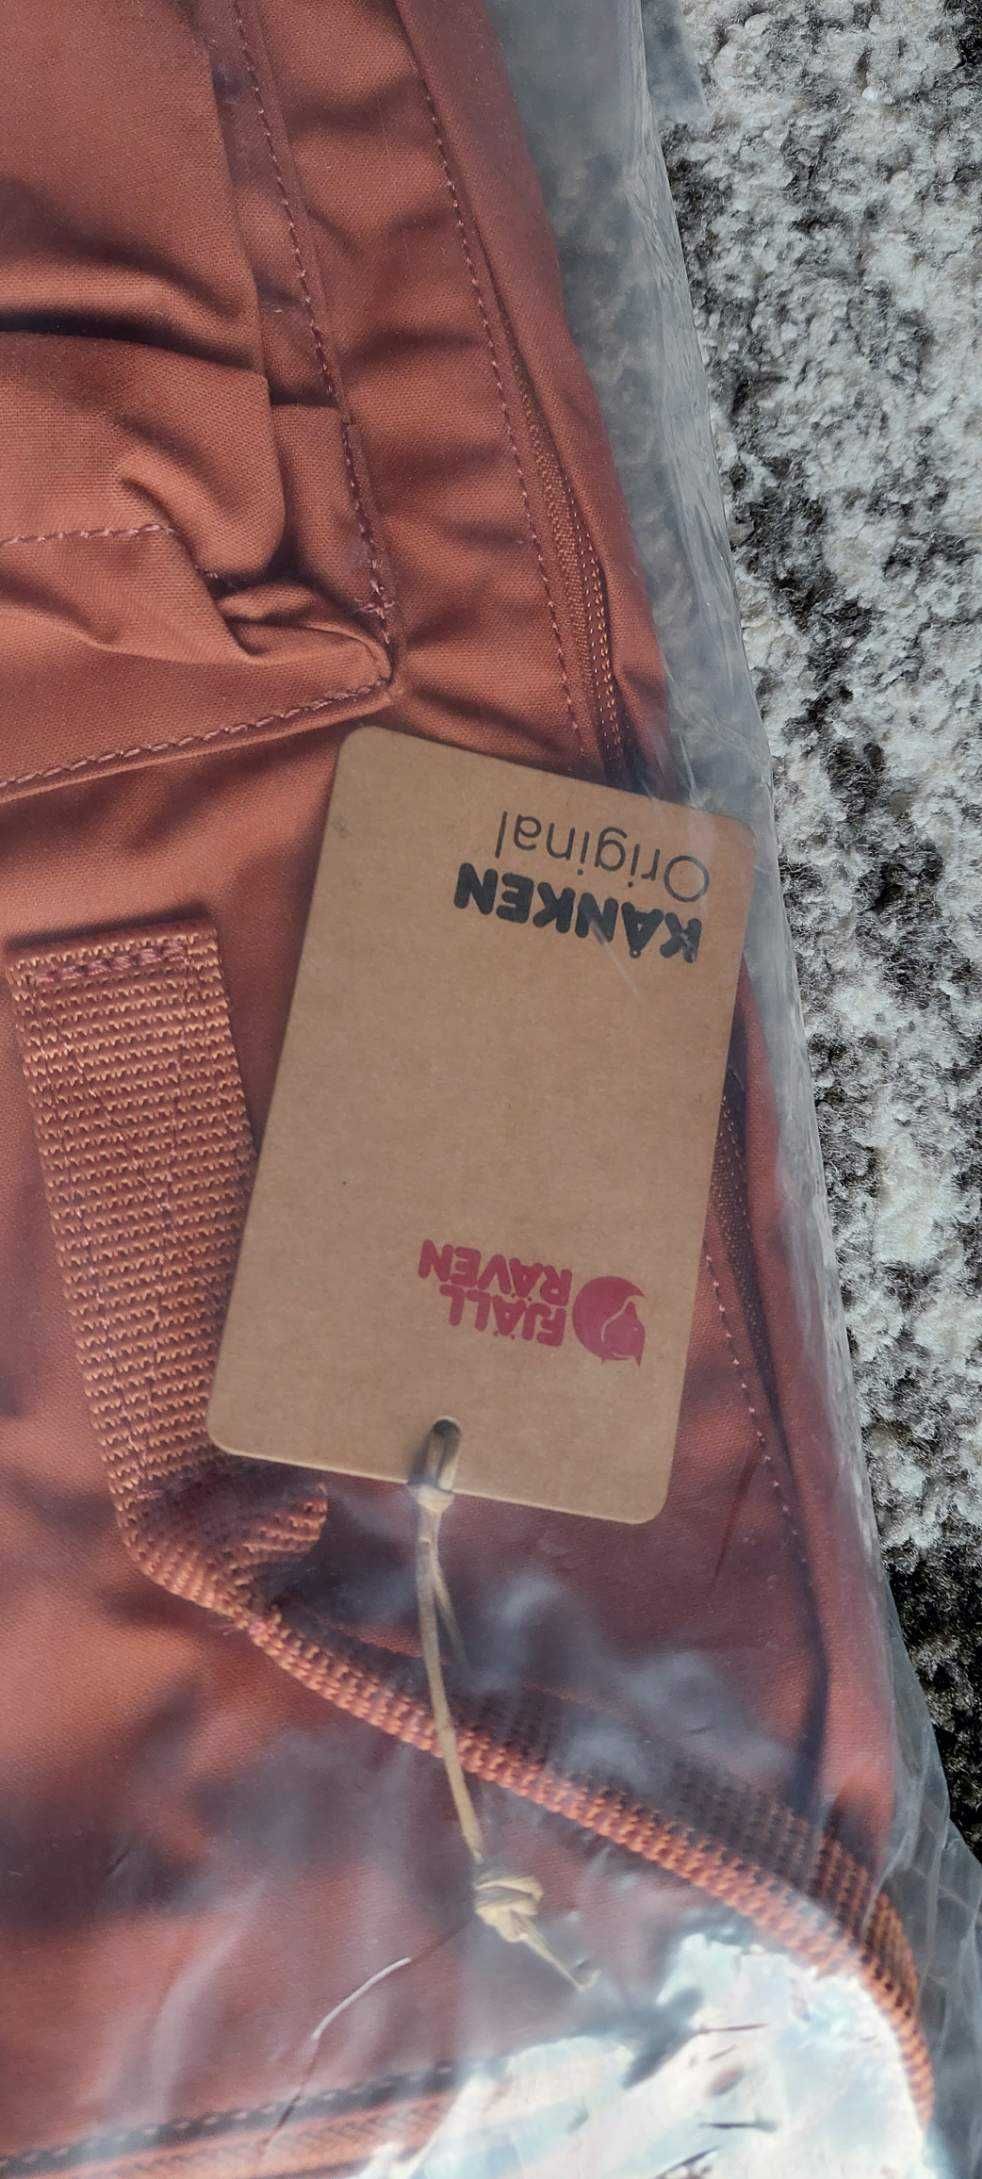 FJÄLL
RÄVEN
KÅNKEN
Original